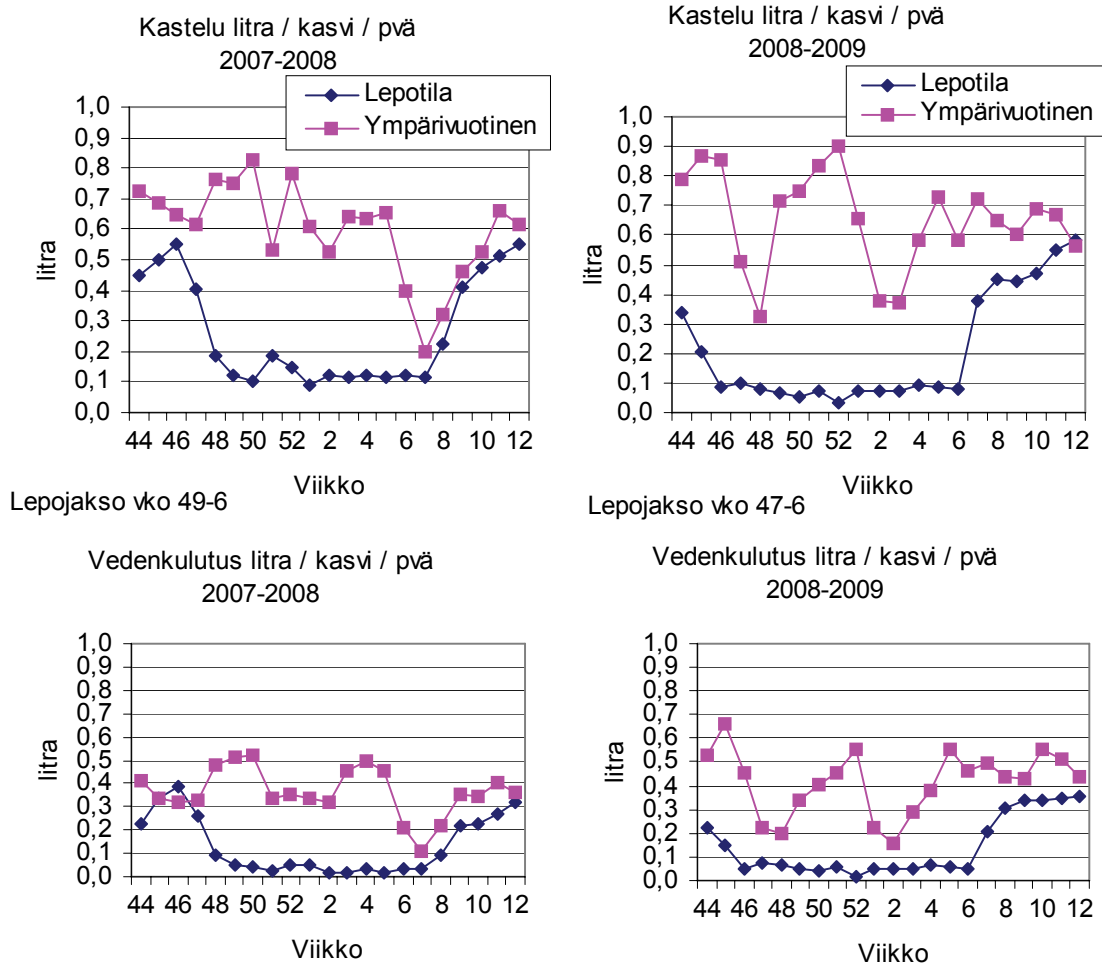 Kastelu litra / kasvi / pvä
2007-2008
Lepotila
Ympärivuotinen
1,0
0,9
0,8
0,7
0,6
0,5
0,4
0,3
0,2
0,1
0,0
litra
44 46 48 50 52 2 4 6 8 10 12
Viikko
Lepojakso vko 49-6
Kastelu litra / kasvi / pvä
2008-2009
Lepotila
Ympärivuotinen
1,0
0,9
0,8
0,7
0,6
0,5
0,4
0,3
0,2
0,1
0,0
litra
44 46 48 50 52 2 4 6 8 10 12
Viikko
Lepojakso vko 47-6
Vedenkulutus litra / kasvi / pvä
2007-2008
1,0
0,9
0,8
0,7
0,6
0,5
0,4
0,3
0,2
0,1
0,0
litra
44 46 48 50 52 2 4 6 8 10 12
Viikko
Vedenkulutus litra / kasvi / pvä
2008-2009
1,0
0,9
0,8
0,7
0,6
0,5
0,4
0,3
0,2
0,1
0,0
litra
44 46 48 50 52 2 4 6 8 10 12
Viikko